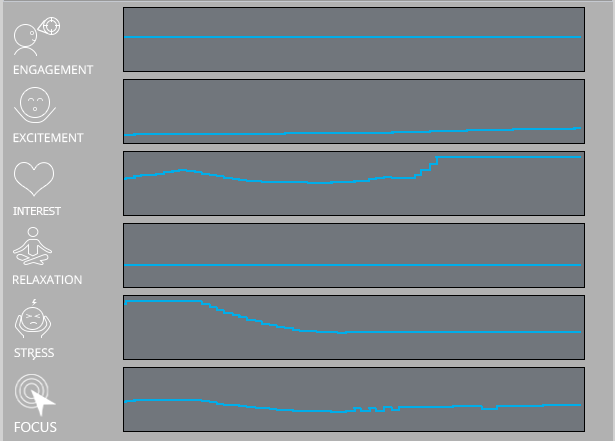 ENGAGEMENT
EXCITEMENT
INTEREST
RELAXATION
STRESS
FOCUS